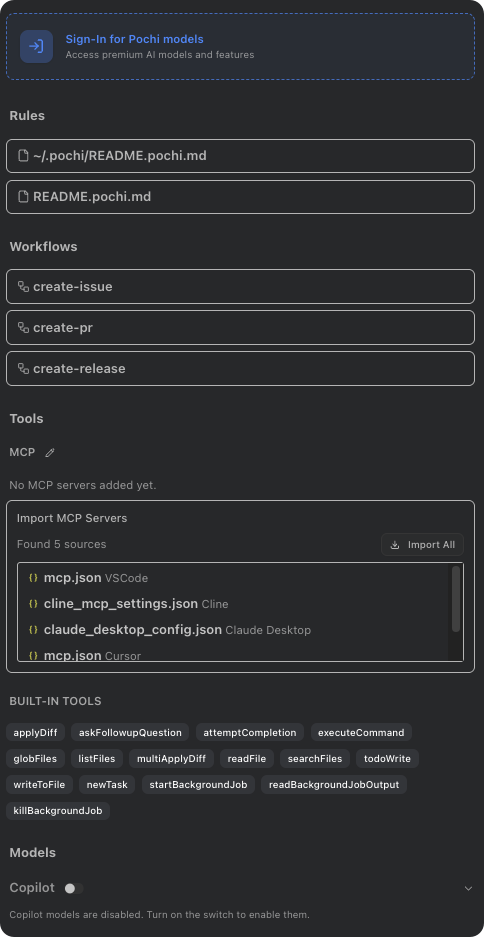 Sign-In for Pochi models
Access premium AI models and features
Rules
~/.pochi/README.pochi.md
README.pochi.md
Workflows
create-issue
create-pr
create-release
Tools
MCP
No MCP servers added yet.
Import MCP Servers
Found 5 sources
Import All
mcp.json VSCode
cline_mcp_settings.json Cline
claude_desktop_config.json Claude Desktop
mcp.json Cursor
BUILT-IN TOOLS
applyDiff askFollowupQuestion attemptCompletion executeCommand
globFiles listFiles multiApplyDiff readFile searchFiles todoWrite
writeToFile newTask startBackgroundJob readBackgroundJobOutput
killBackgroundJob
Models
Copilot
Copilot models are disabled. Turn on the switch to enable them.